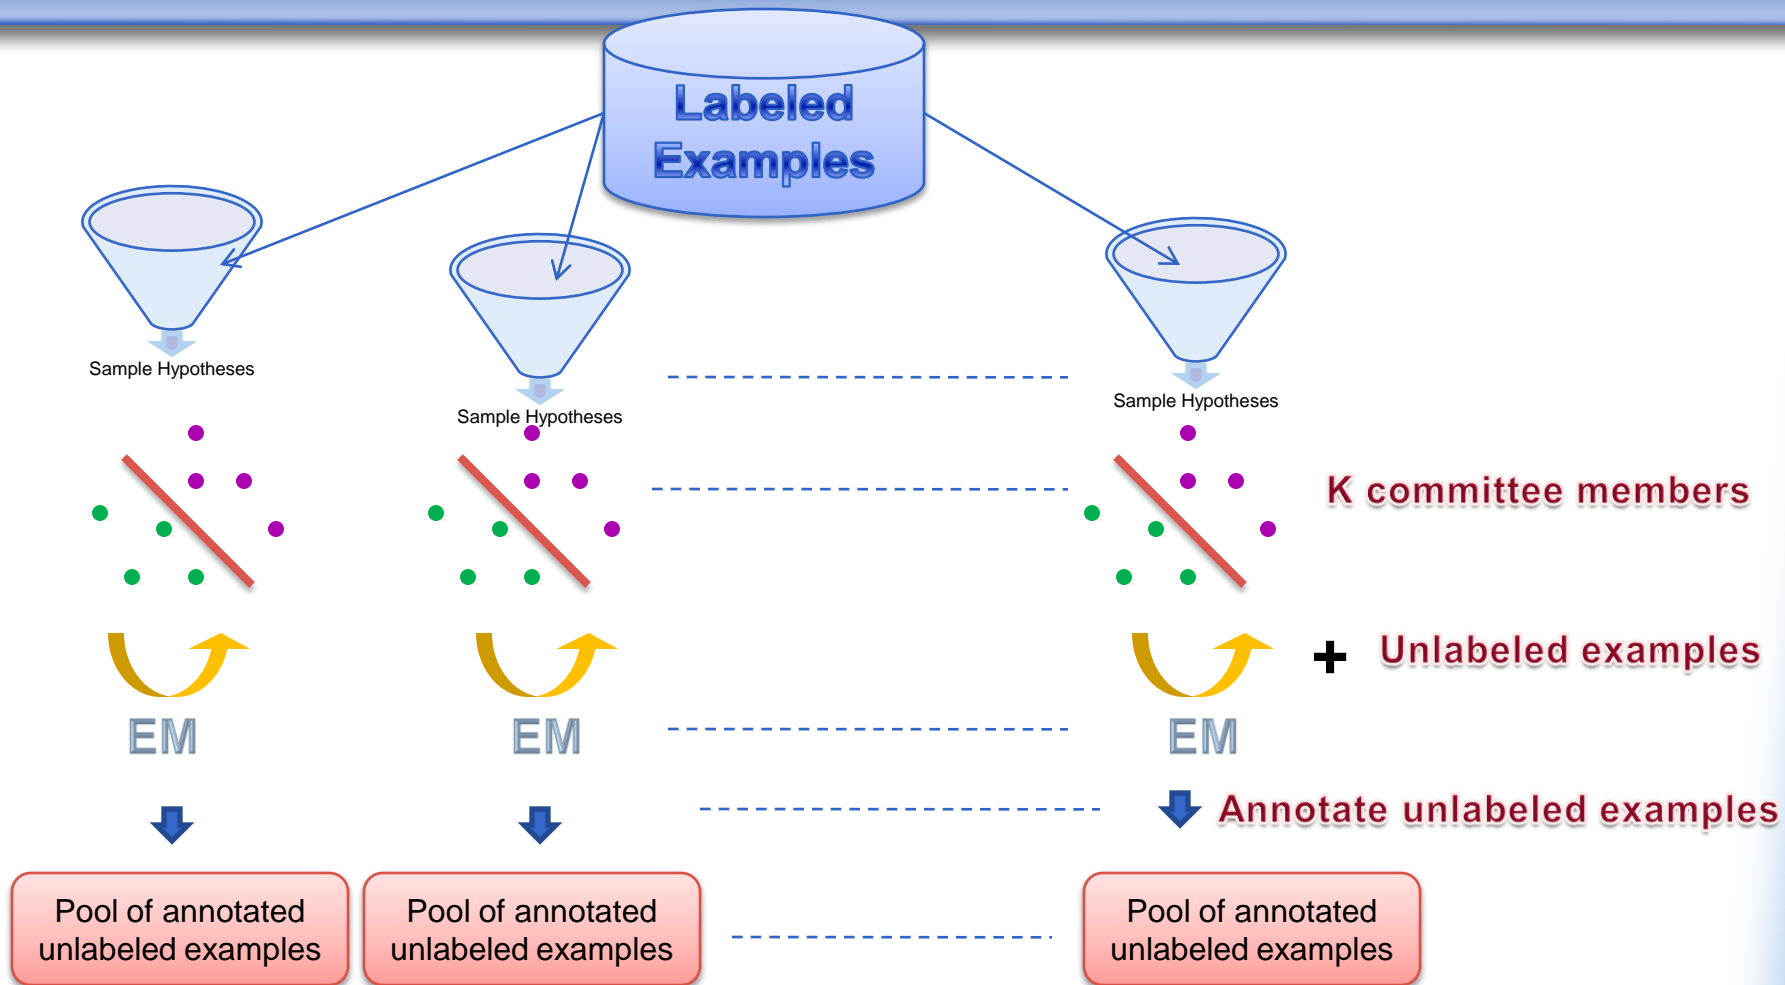 Labeled
Examples
Sample Hypotheses
Sample Hypotheses
Sample Hypotheses
K committee members
+ Unlabeled examples
EM
EM
EM
Annotate unlabeled examples
Pool of annotated
unlabeled examples
Pool of annotated
unlabeled examples
Pool of annotated
unlabeled examples